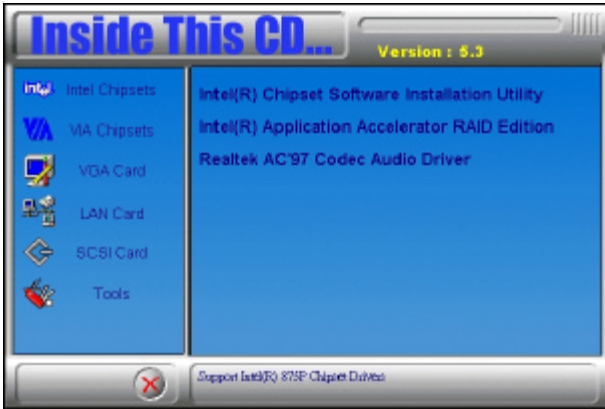 Inside This CD...
Version : 5.3
intel Intel Chipsets
VIA VIA Chipsets
VGA Card
LAN Card
SCSI Card
Tools
Intel(R) Chipset Software Installation Utility
Intel(R) Application Accelerator RAID Edition
Realtek AC'97 Codec Audio Driver
Support Intel(R) 875P Chipset Drivers